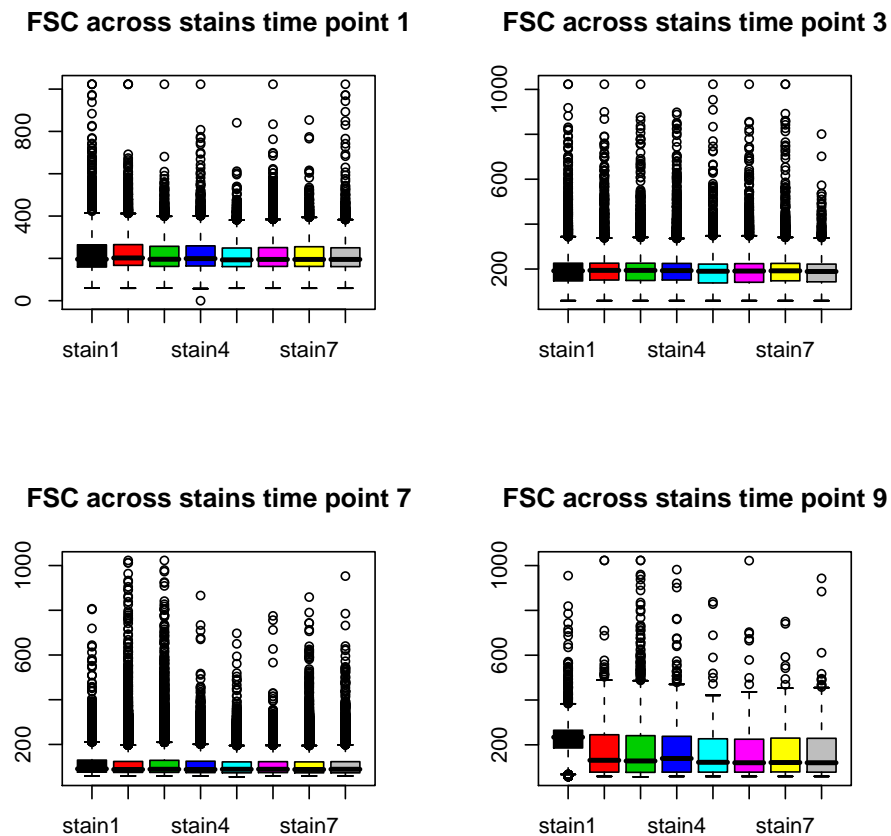 FSC across stains time point 1
0
400
800
stain1
stain4
stain7
FSC across stains time point 3
200
600
1000
stain1
stain4
stain7
FSC across stains time point 7
200
600
1000
stain1
stain4
stain7
FSC across stains time point 9
200
600
1000
stain1
stain4
stain7